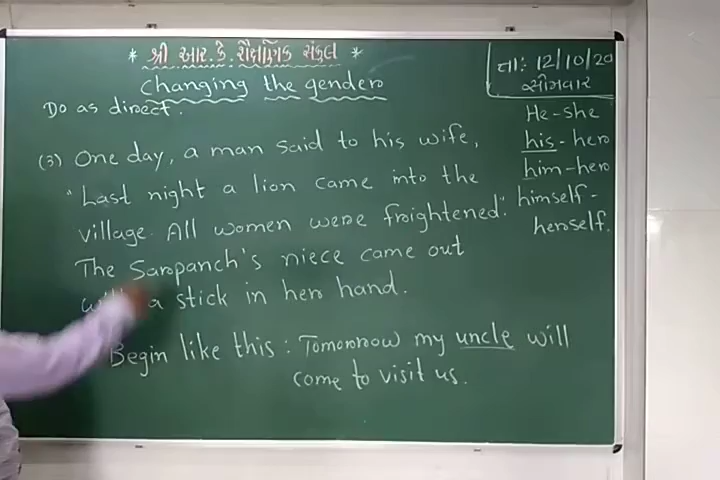 * શ્રી આર. કે. શૈક્ષણિક સંકુલ *
તા: 12/10/20
સોમવાર
Changing the gender
Do as direct.
He-she
his-her
him-her
himself-
herself.
(3) One day, a man said to his wife,
"Last night a lion came into the
village. All women were frightened".
The Sarpanch's niece came out
a stick in her hand.
Begin like this: Tomorrow my uncle will
come to visit us.